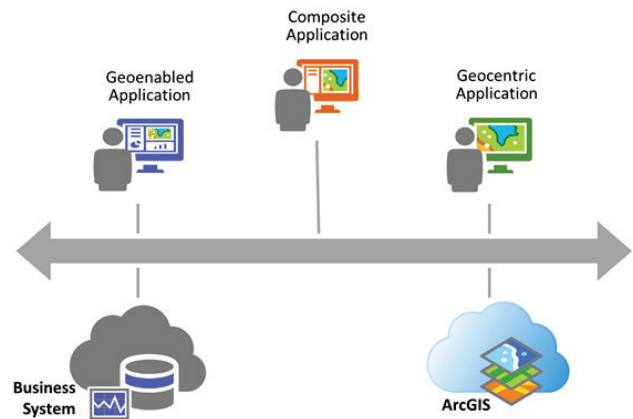 Composite
Application
Geoenabled
Application
Geocentric
Application
Business
System
ArcGIS